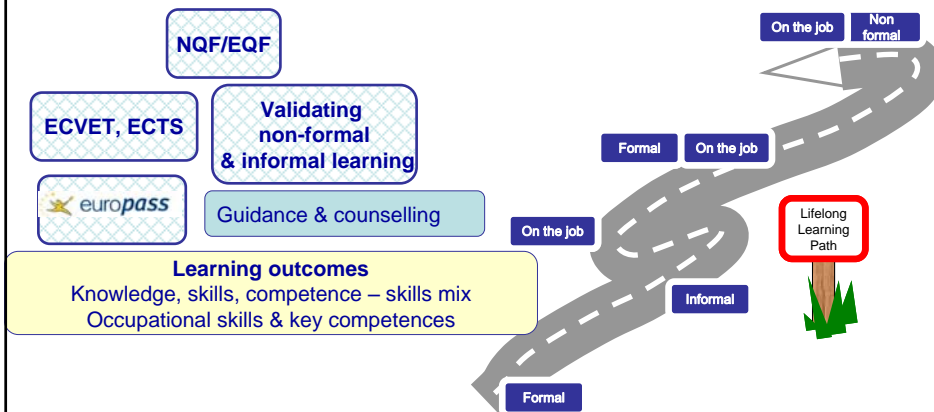 NQF/EQF
ECVET, ECTS
Validating
non-formal
& informal learning
europass
Guidance & counselling
Learning outcomes
Knowledge, skills, competence – skills mix
Occupational skills & key competences
On the job
Non
formal
Formal
On the job
On the job
Lifelong
Learning
Path
Informal
Formal